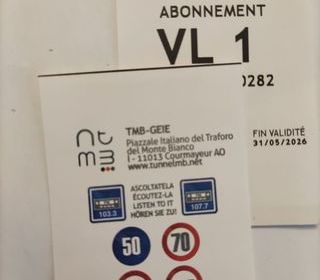 ABONNEMENT
VL 1
0282
FIN VALIDITÉ
31/05/2026
ntmb
TMB-GEIE
Piazzale Italiano del Traforo
del Monte Bianco
I - 11013 Courmayeur AO
www.tunnelmb.net
ASCOLTATELA
ÉCOUTEZ-LA
LISTEN TO IT
HÖREN SIE ZU!
103.3
107.7
50
70